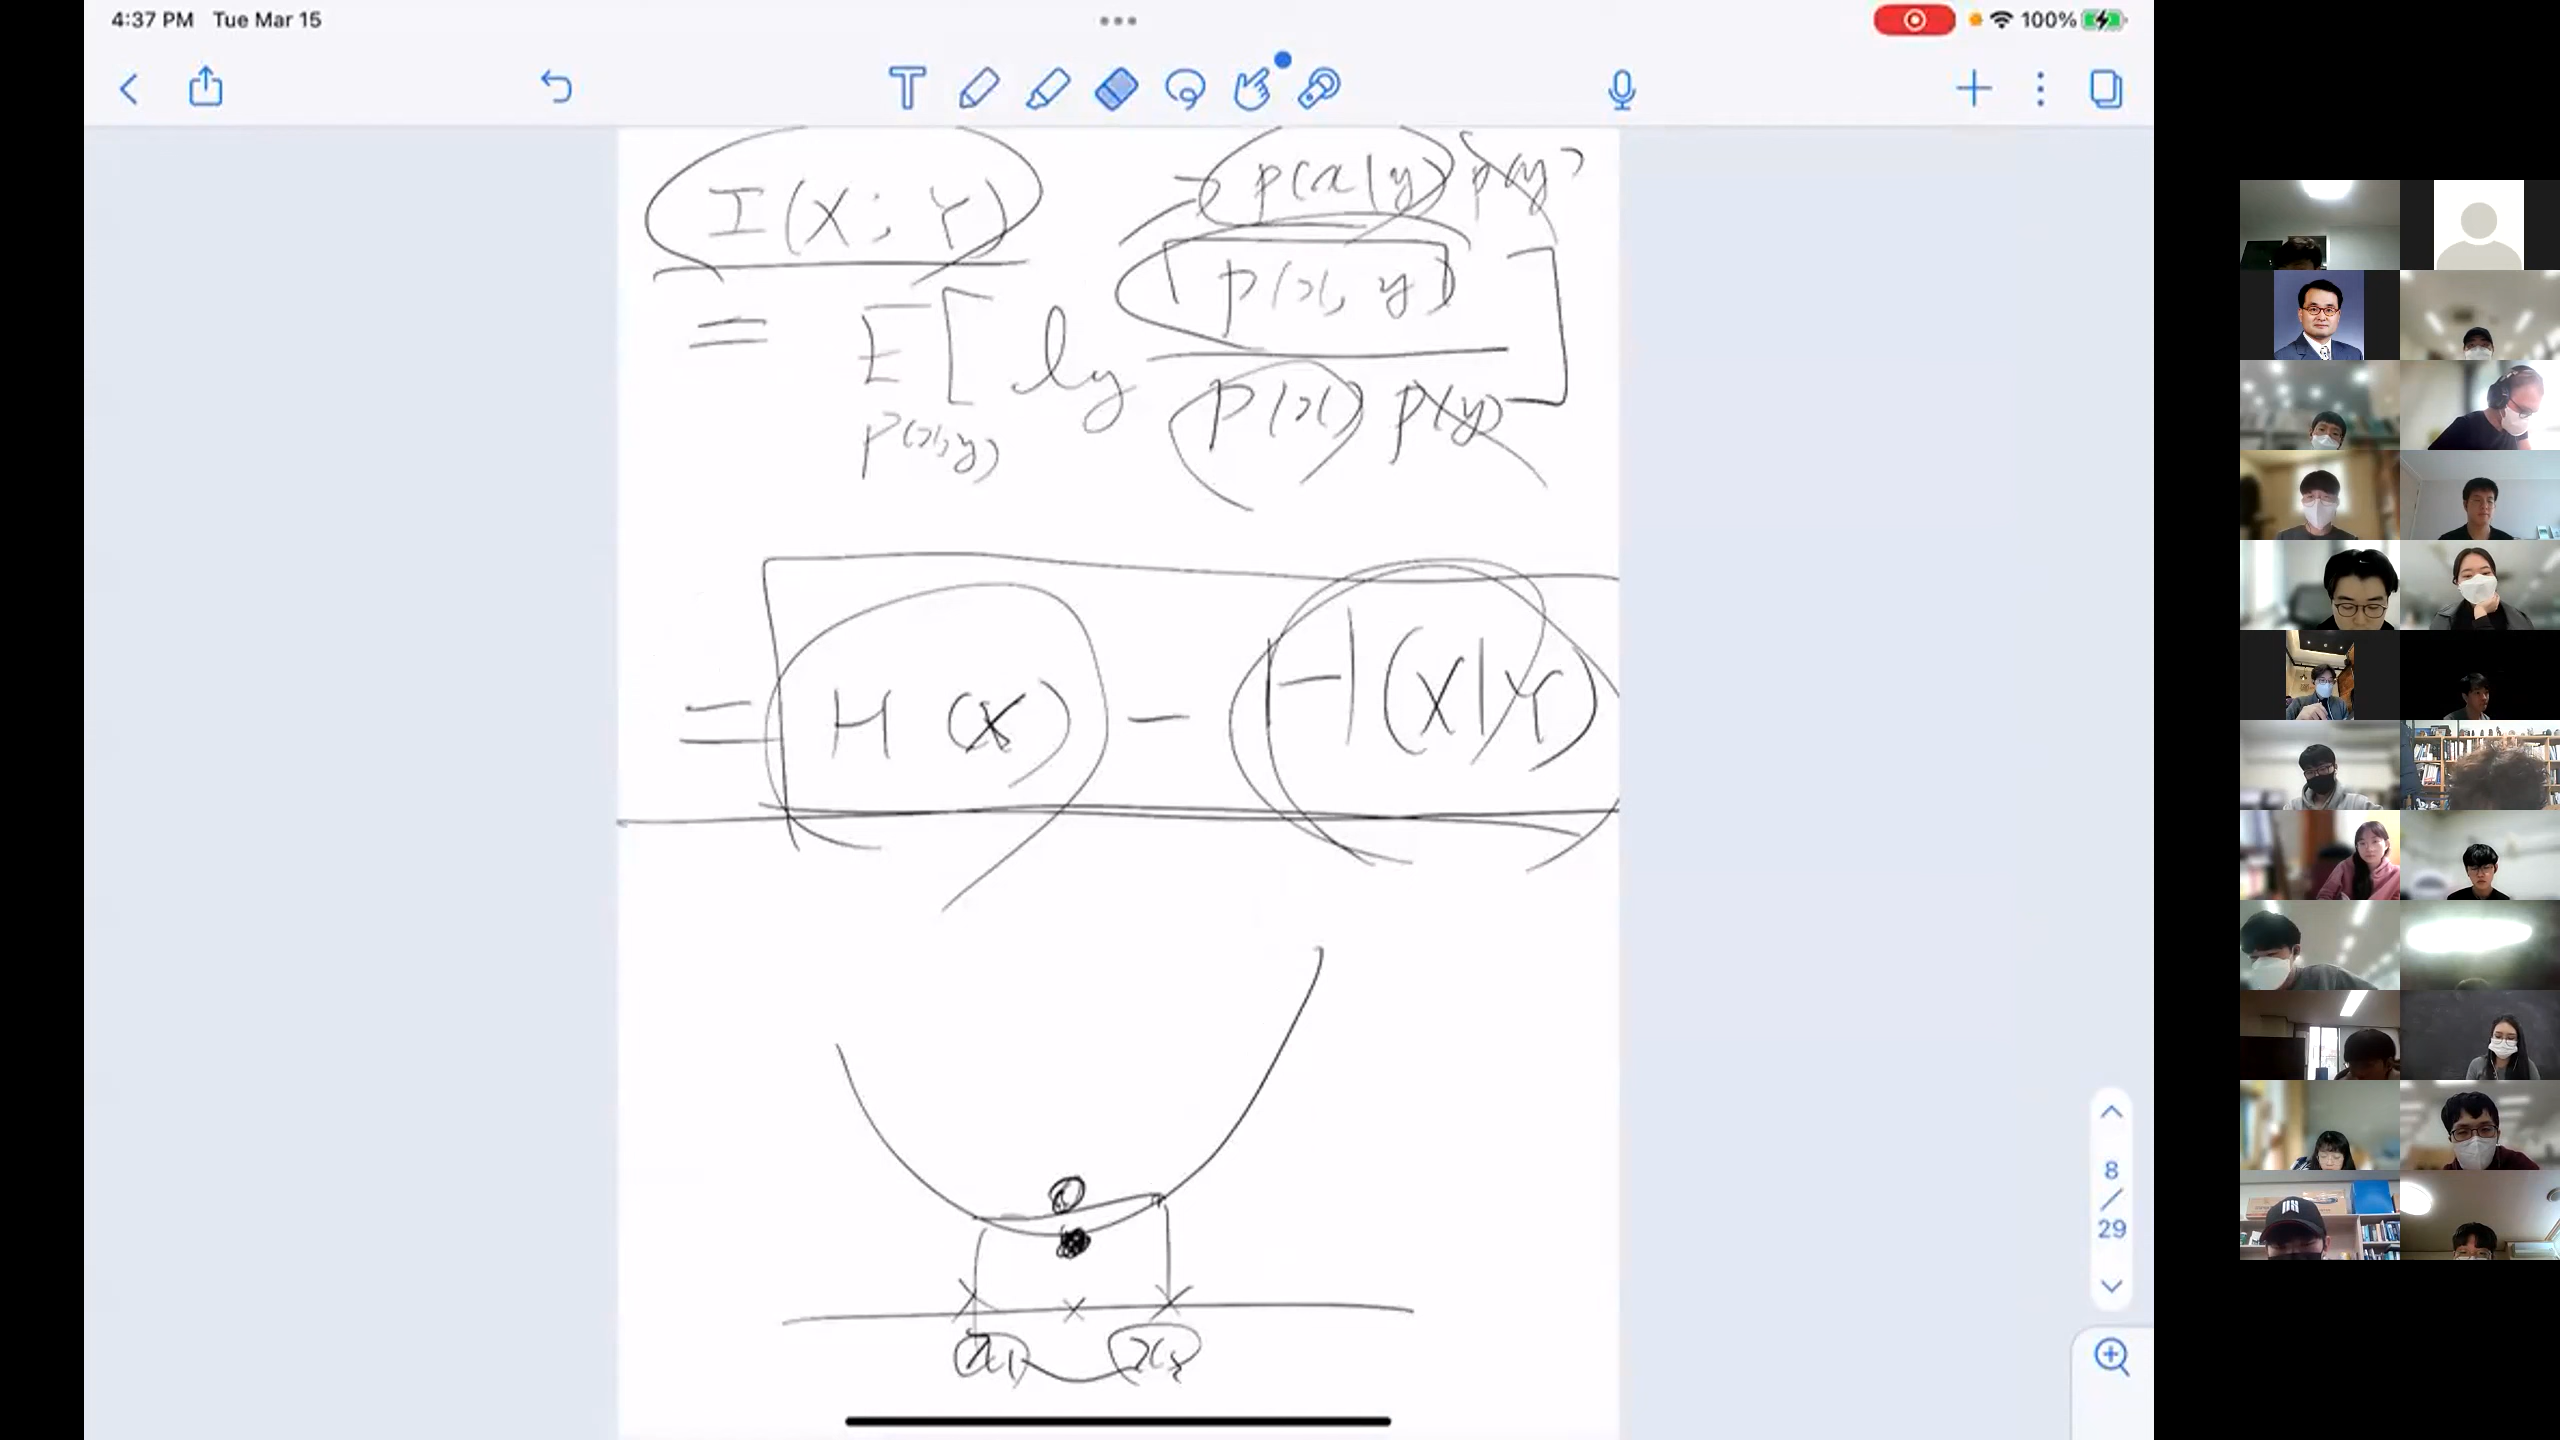 4:37 PM Tue Mar 15
100%
T
I(X; Y)
→ p(x|y) p(y)
= E[ log p(x, y) / p(x) p(y) ]
p(x,y)
= H(X) - H(X|Y)
x₁ x₂
8
/
29